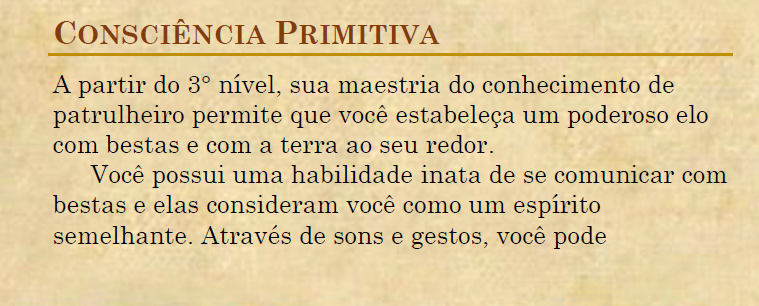 CONSCIÊNCIA PRIMITIVA
A partir do 3° nível, sua maestria do conhecimento de
patrulheiro permite que você estabeleça um poderoso elo
com bestas e com a terra ao seu redor.
Você possui uma habilidade inata de se comunicar com
bestas e elas consideram você como um espírito
semelhante. Através de sons e gestos, você pode